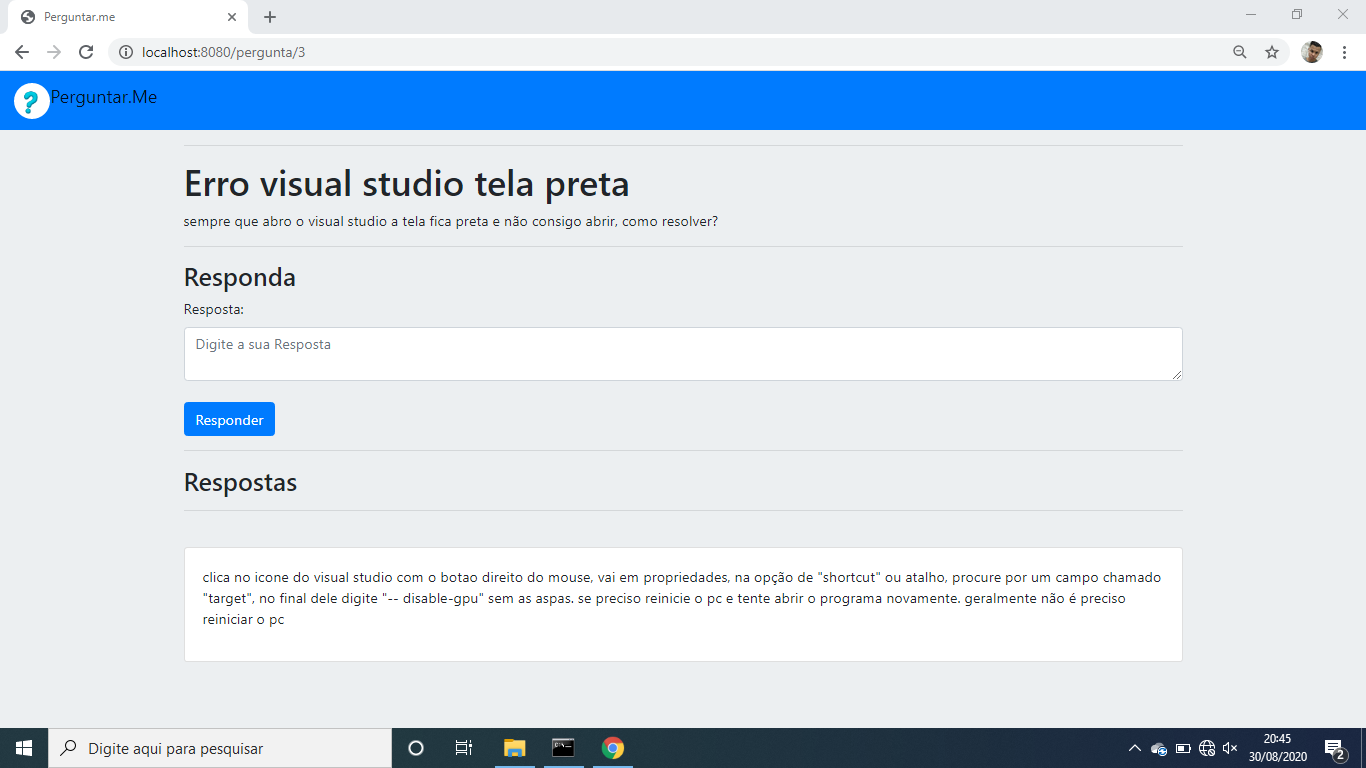 Perguntar.me
localhost:8080/pergunta/3
Perguntar.Me
Erro visual studio tela preta
sempre que abro o visual studio a tela fica preta e não consigo abrir, como resolver?
Responda
Resposta:
Digite a sua Resposta
Responder
Respostas
clica no icone do visual studio com o botao direito do mouse, vai em propriedades, na opção de "shortcut" ou atalho, procure por um campo chamado
"target", no final dele digite "-- disable-gpu" sem as aspas. se preciso reinicie o pc e tente abrir o programa novamente. geralmente não é preciso
reiniciar o pc
Digite aqui para pesquisar
20:45
30/08/2020
2